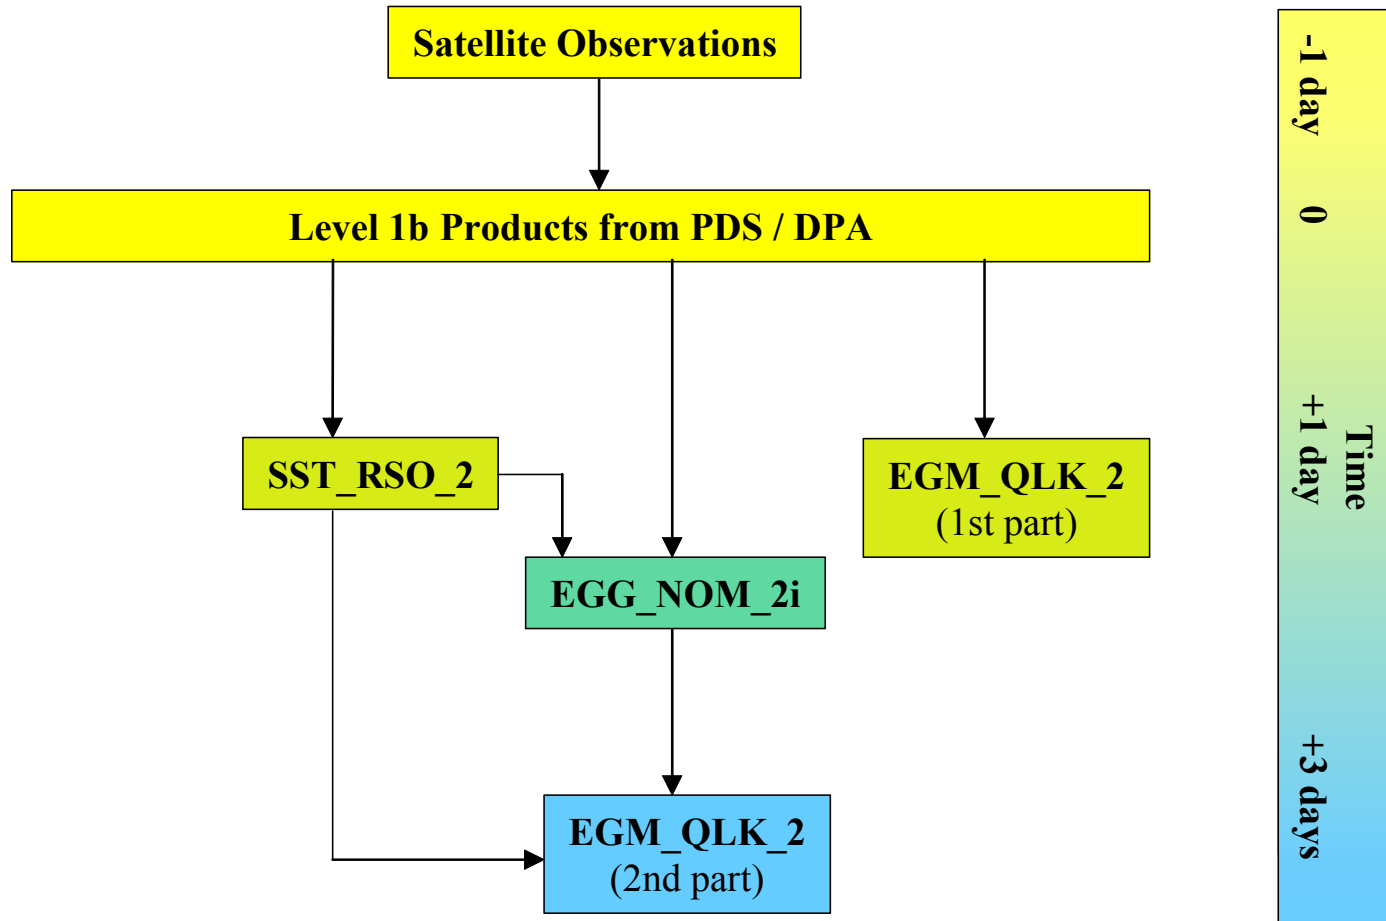 Satellite Observations
Level 1b Products from PDS / DPA
SST_RSO_2
EGM_QLK_2
(1st part)
EGG_NOM_2i
EGM_QLK_2
(2nd part)
Time
-1 day
0
+1 day
+3 days